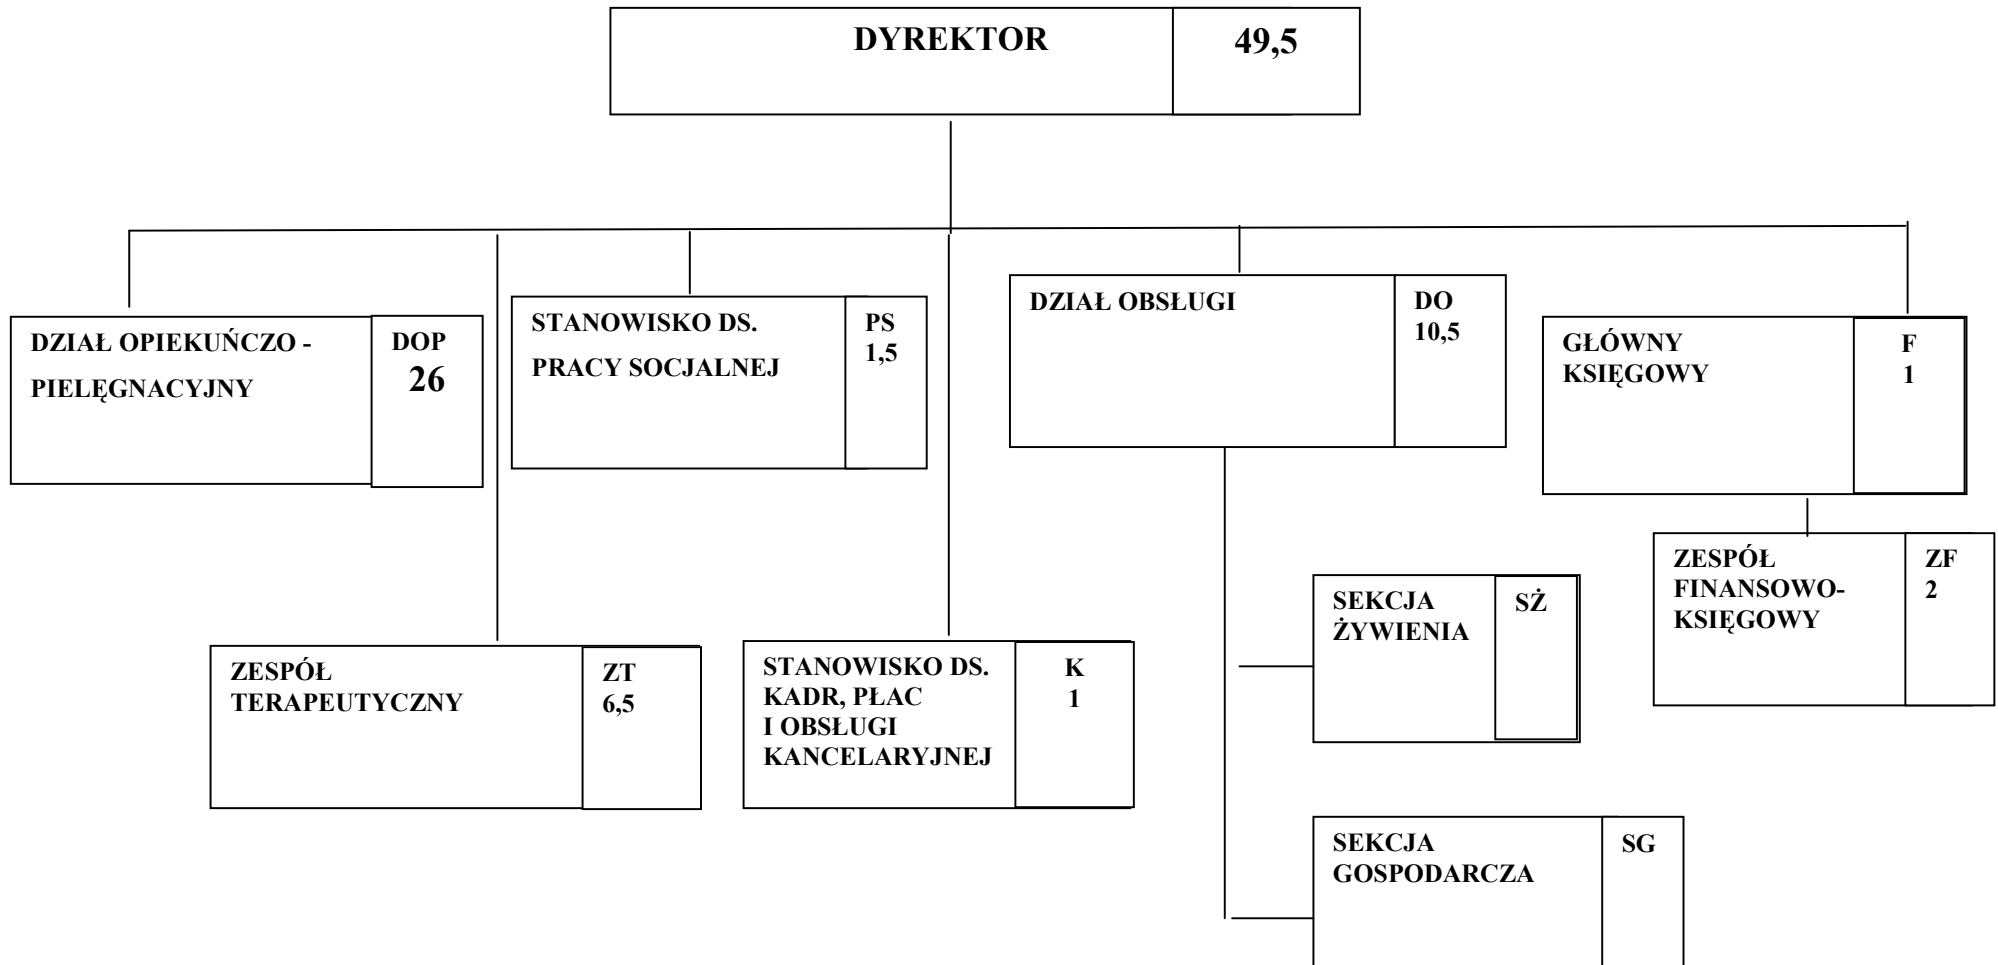 DYREKTOR
49,5
DZIAŁ OPIEKUŃCZO -
PIELĘGNACYJNY
DOP
26
STANOWISKO DS.
PRACY SOCJALNEJ
PS
1,5
DZIAŁ OBSŁUGI
DO
10,5
GŁÓWNY
KSIĘGOWY
F
1
ZESPÓŁ
TERAPEUTYCZNY
ZT
6,5
STANOWISKO DS.
KADR, PŁAC
I OBSŁUGI
KANCELARYJNEJ
K
1
SEKCJA
ŻYWIENIA
SŻ
ZESPÓŁ
FINANSOWO-
KSIĘGOWY
ZF
2
SEKCJA
GOSPODARCZA
SG